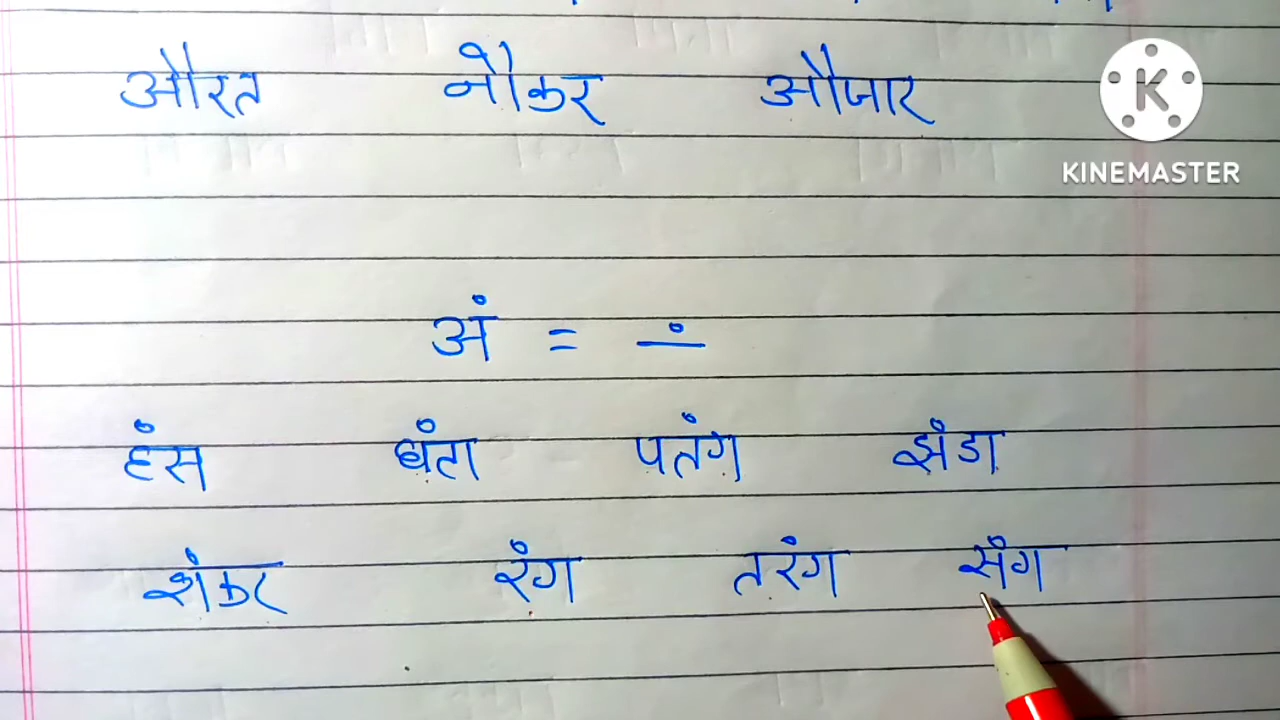 औरत नौकर औजार
KINEMASTER
अं = ं
हंस घंटा पतंग झंडा
शंकर रंग तरंग संग